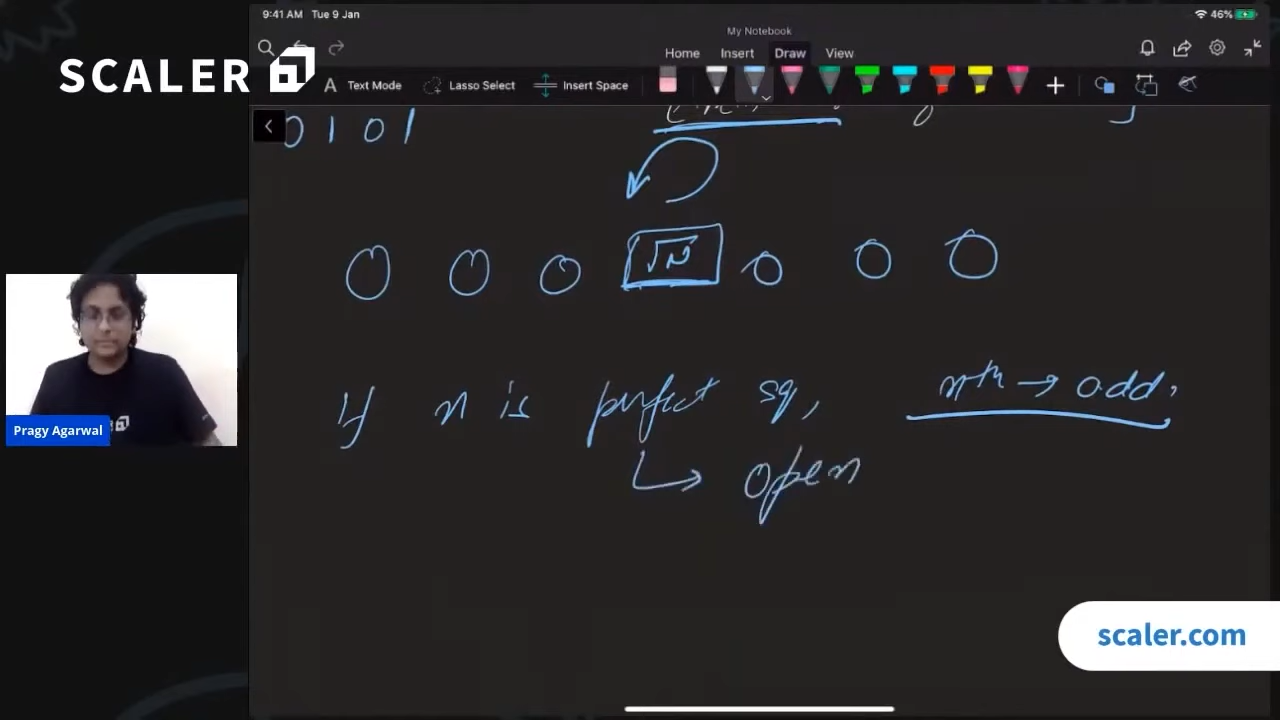 9:41 AM Tue 9 Jan
46%
My Notebook
SCALER
Home Insert Draw View
Text Mode Lasso Select Insert Space
0 1 0 1
√N
If n is perfect sq, nth → odd,
↳ open
Pragy Agarwal
scaler.com